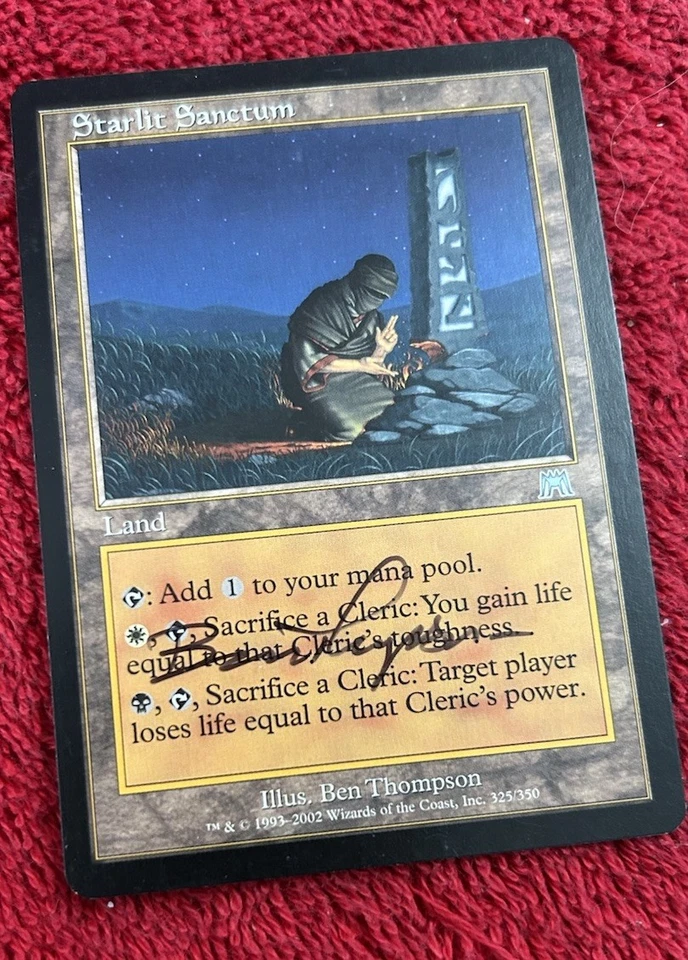 Starlit Sanctum
Land
: Add 1 to your mana pool.
, , Sacrifice a Cleric: You gain life
equal to that Cleric's toughness.
, , Sacrifice a Cleric: Target player
loses life equal to that Cleric's power.
Illus. Ben Thompson
™ & © 1993–2002 Wizards of the Coast, Inc. 325/350